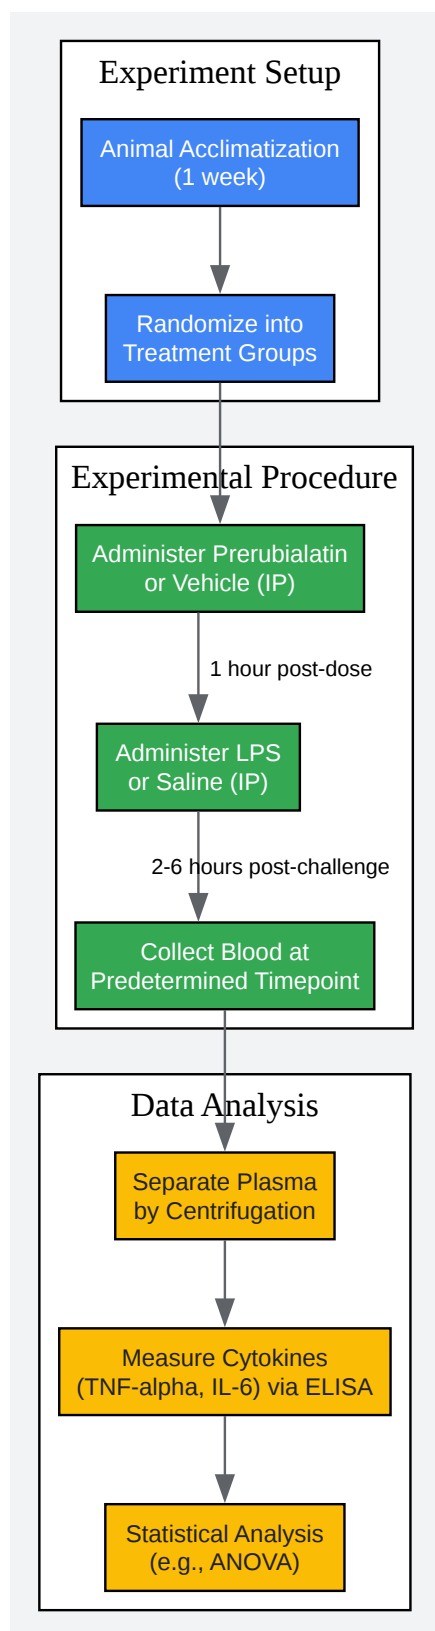 Experiment Setup
Animal Acclimatization
(1 week)
Randomize into
Treatment Groups
Experimental Procedure
Administer Prerubialatin
or Vehicle (IP)
1 hour post-dose
Administer LPS
or Saline (IP)
2-6 hours post-challenge
Collect Blood at
Predetermined Timepoint
Data Analysis
Separate Plasma
by Centrifugation
Measure Cytokines
(TNF-alpha, IL-6) via ELISA
Statistical Analysis
(e.g., ANOVA)